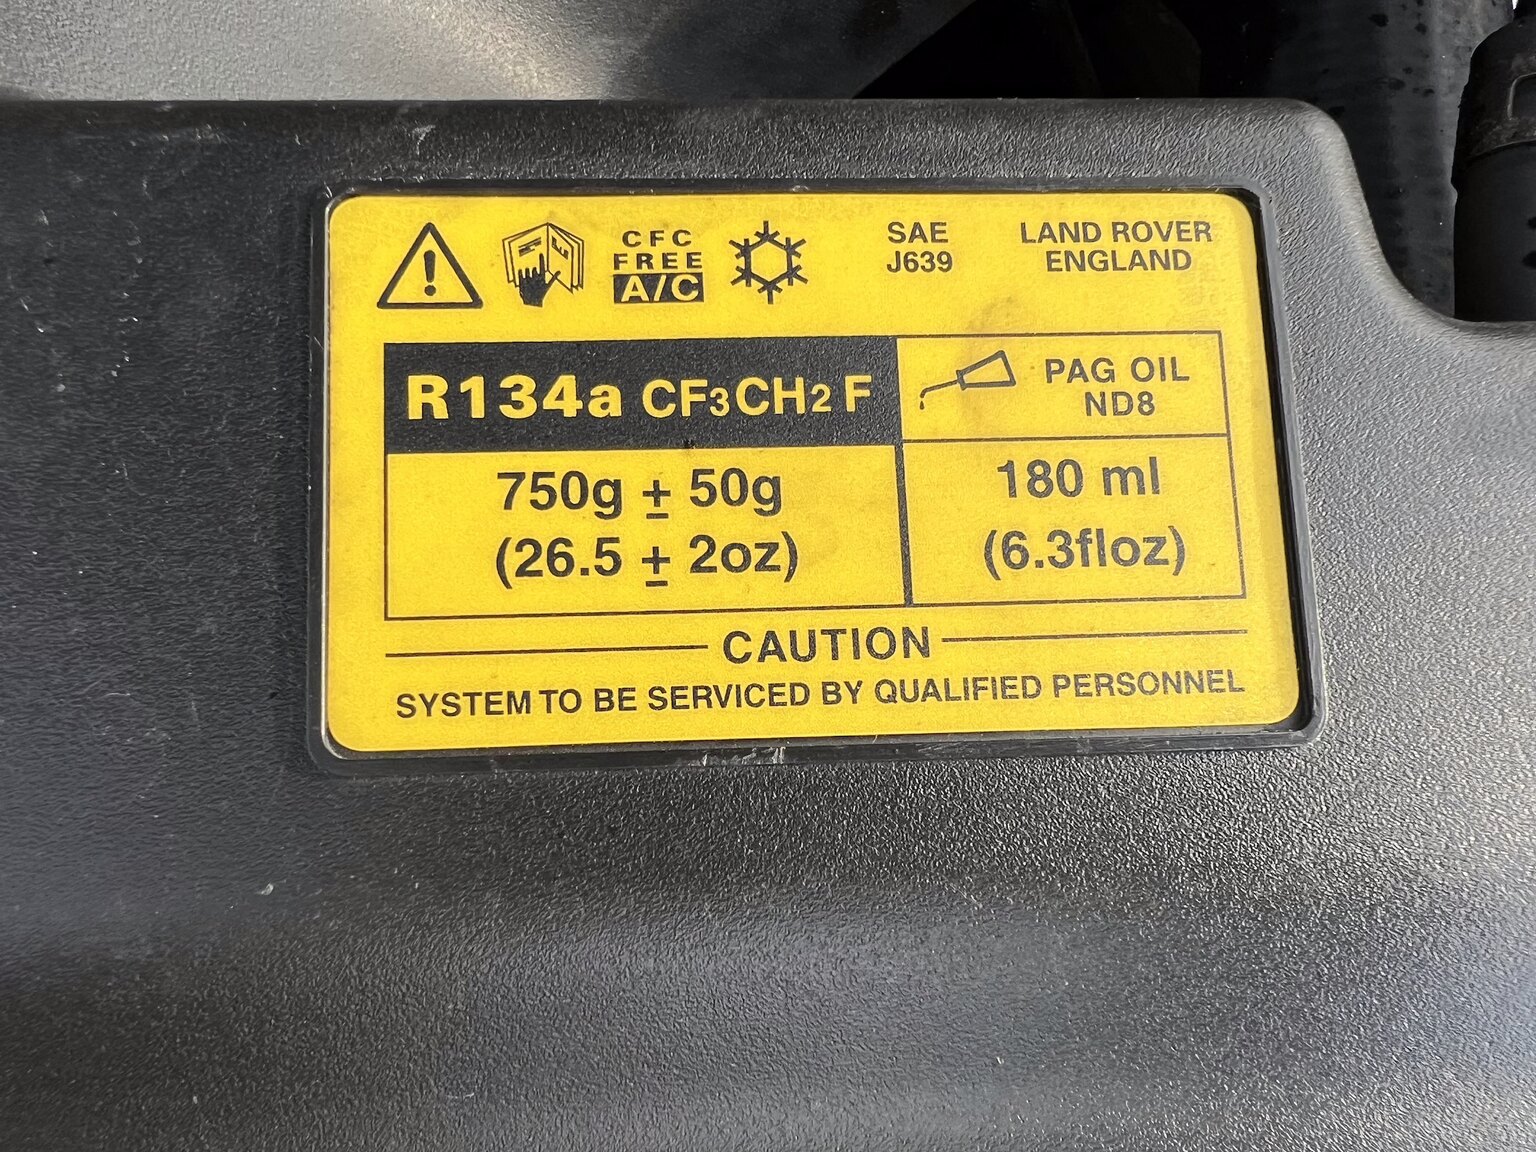 CFC
FREE
A/C
SAE
J639
LAND ROVER
ENGLAND
R134a CF3CH2F
PAG OIL
ND8
750g ± 50g
(26.5 ± 2oz)
180 ml
(6.3floz)
CAUTION
SYSTEM TO BE SERVICED BY QUALIFIED PERSONNEL